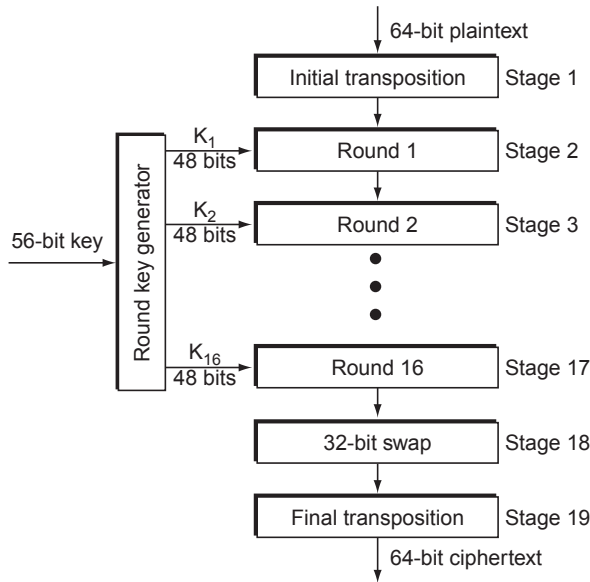 64-bit plaintext
Initial transposition
Stage 1
K1
48 bits
Round 1
Stage 2
K2
48 bits
Round 2
Stage 3
56-bit key
Round key generator
K16
48 bits
Round 16
Stage 17
32-bit swap
Stage 18
Final transposition
Stage 19
64-bit ciphertext